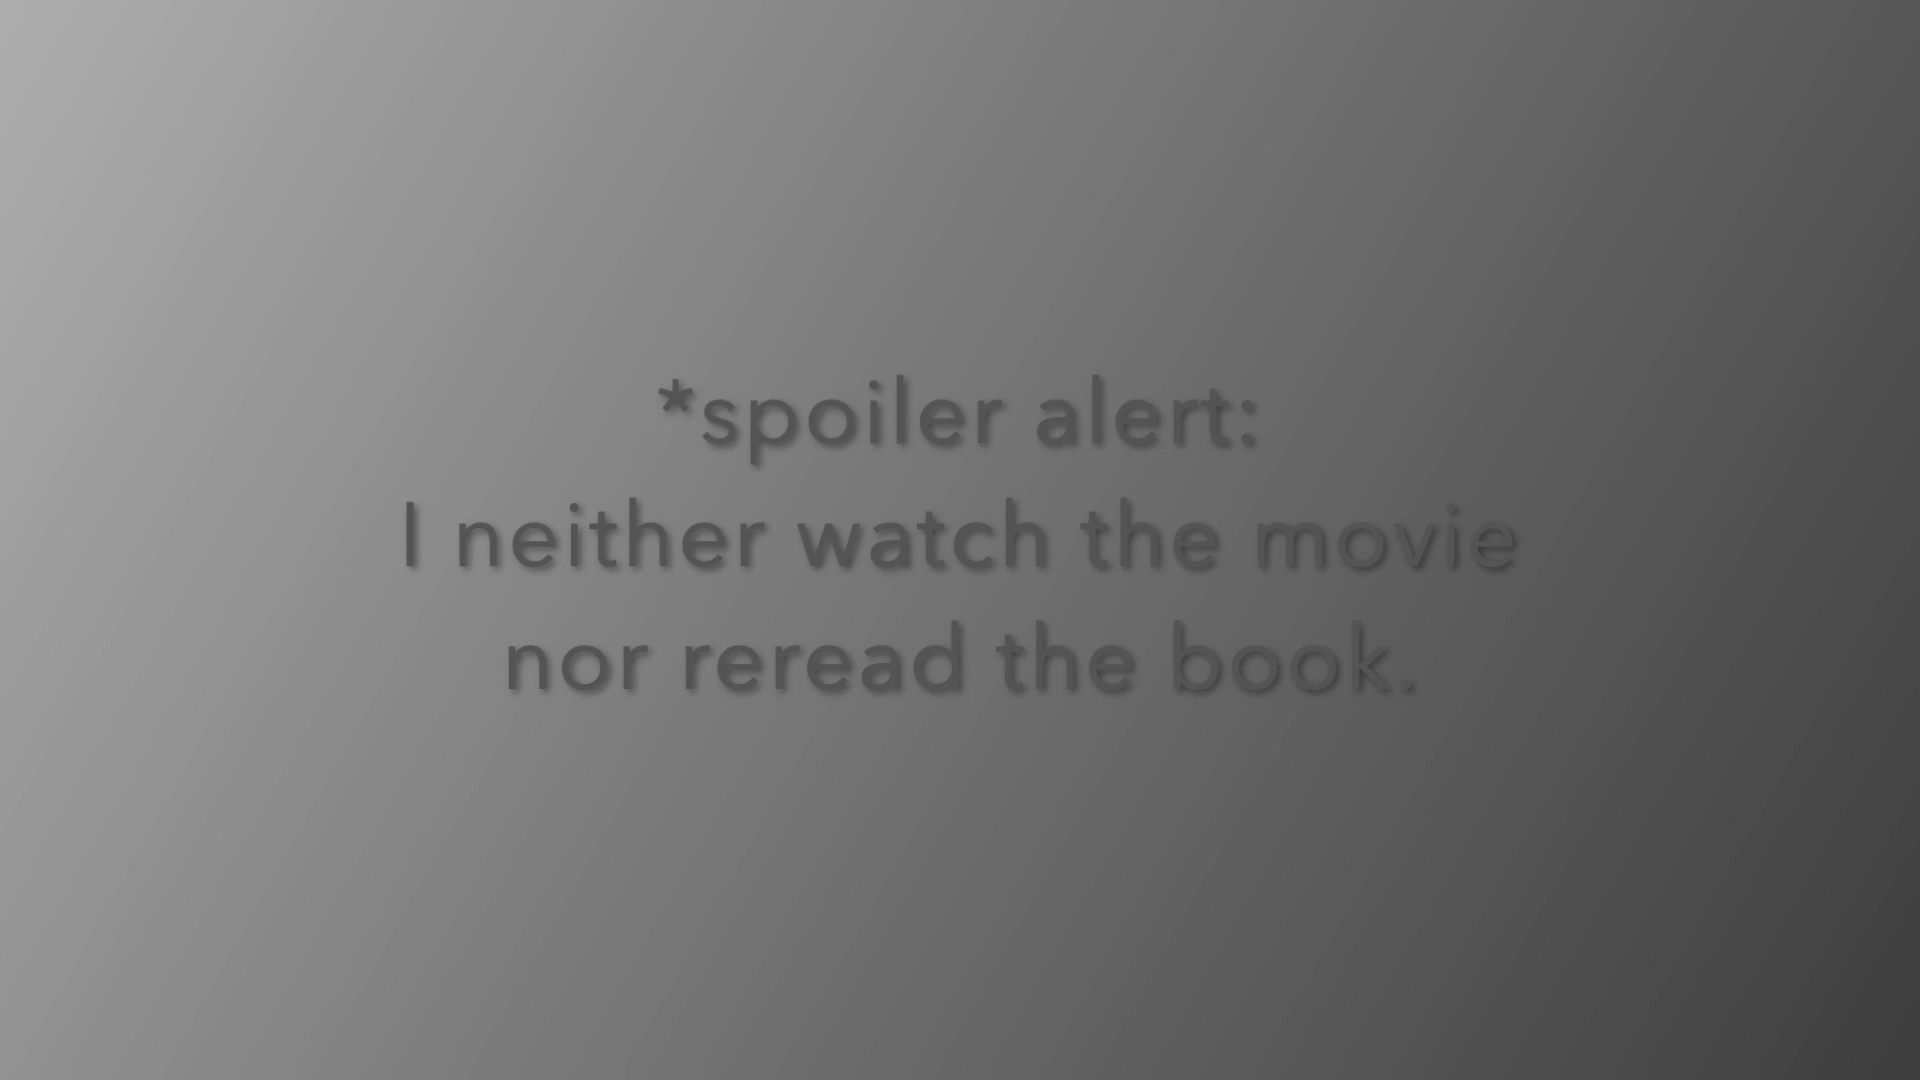 *spoiler alert:
I neither watch the movie
nor reread the book.